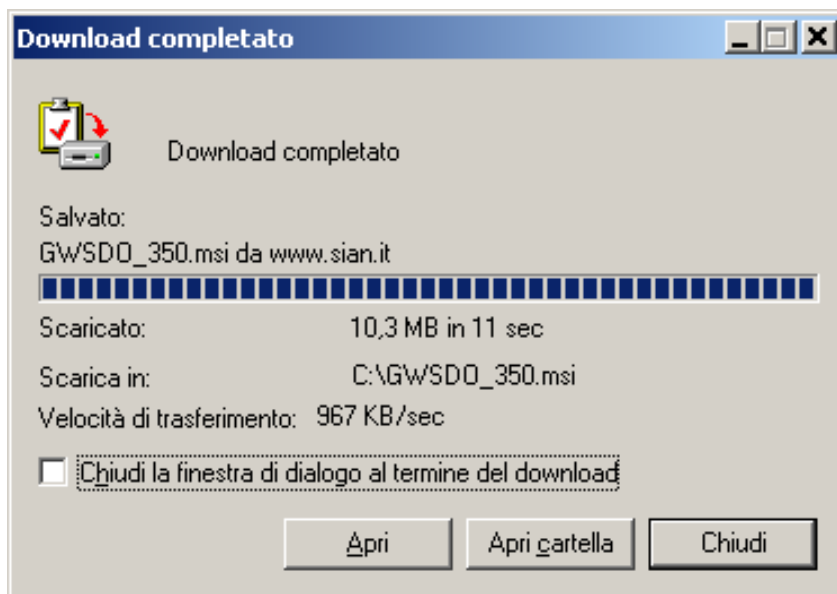 Download completato
Download completato
Salvato:
GWSDO_350.msi da www.sian.it
Scaricato: 10,3 MB in 11 sec
Scarica in: C:\GWSDO_350.msi
Velocità di trasferimento: 967 KB/sec
Chiudi la finestra di dialogo al termine del download
Apri Apri cartella Chiudi